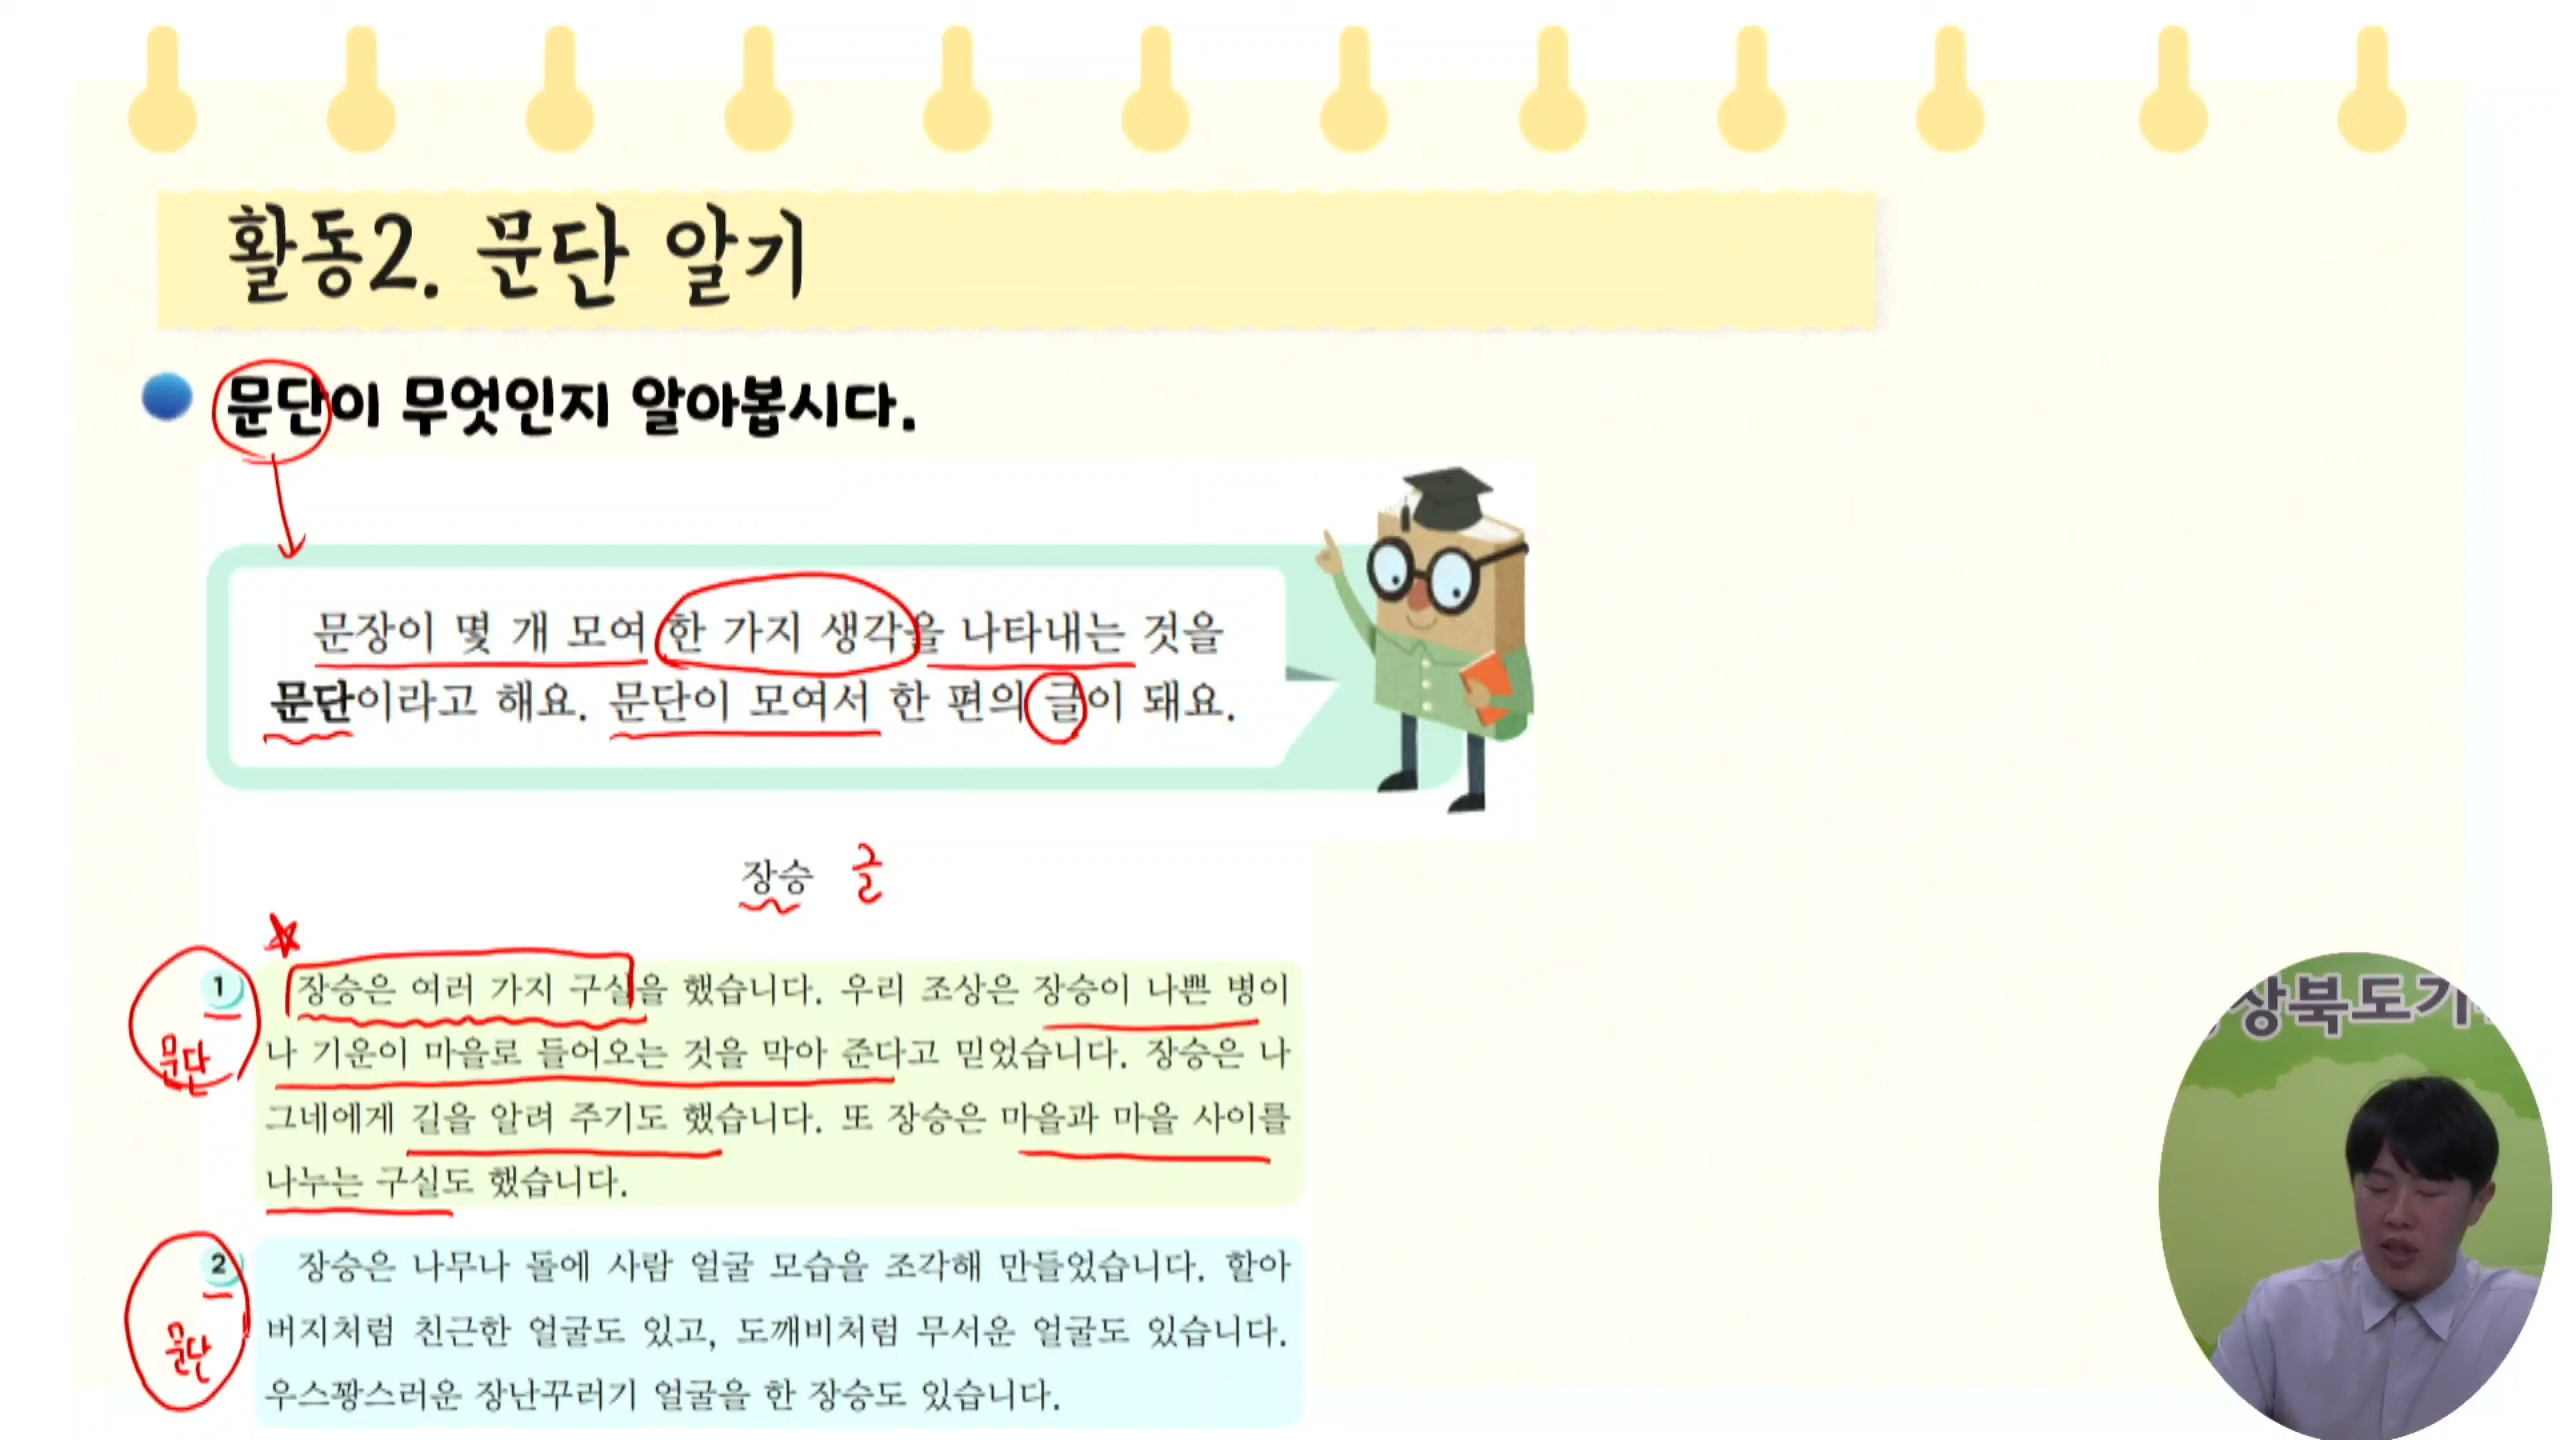 활동2. 문단 알기
문단이 무엇인지 알아봅시다.
문장이 몇 개 모여 한 가지 생각을 나타내는 것을
문단이라고 해요. 문단이 모여서 한 편의 글이 돼요.
장승 글
1 장승은 여러 가지 구실을 했습니다. 우리 조상은 장승이 나쁜 병이
나 기운이 마을로 들어오는 것을 막아 준다고 믿었습니다. 장승은 나
문단
그네에게 길을 알려 주기도 했습니다. 또 장승은 마을과 마을 사이를
나누는 구실도 했습니다.
2 장승은 나무나 돌에 사람 얼굴 모습을 조각해 만들었습니다. 할아
버지처럼 친근한 얼굴도 있고, 도깨비처럼 무서운 얼굴도 있습니다.
문단
우스꽝스러운 장난꾸러기 얼굴을 한 장승도 있습니다.
상북도